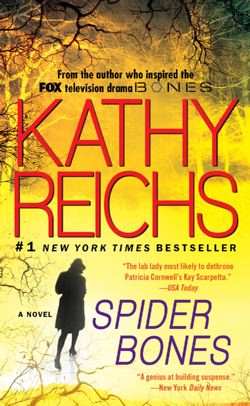 From the author who inspired the
FOX television drama BONES
KATHY
REICHS
#1 NEW YORK TIMES BESTSELLER
"The lab lady most likely to dethrone
Patricia Cornwell's Kay Scarpetta."
—USA Today
A NOVEL
SPIDER
BONES
"A genius at building suspense."
—New York Daily News